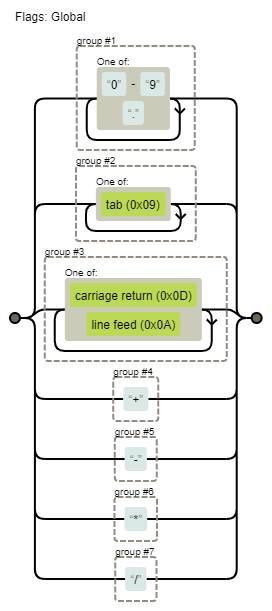 Flags: Global
group #1
One of:
“0” - “9”
“.”
group #2
One of:
tab (0x09)
group #3
One of:
carriage return (0x0D)
line feed (0x0A)
group #4
“+”
group #5
“-”
group #6
“*”
group #7
“/”